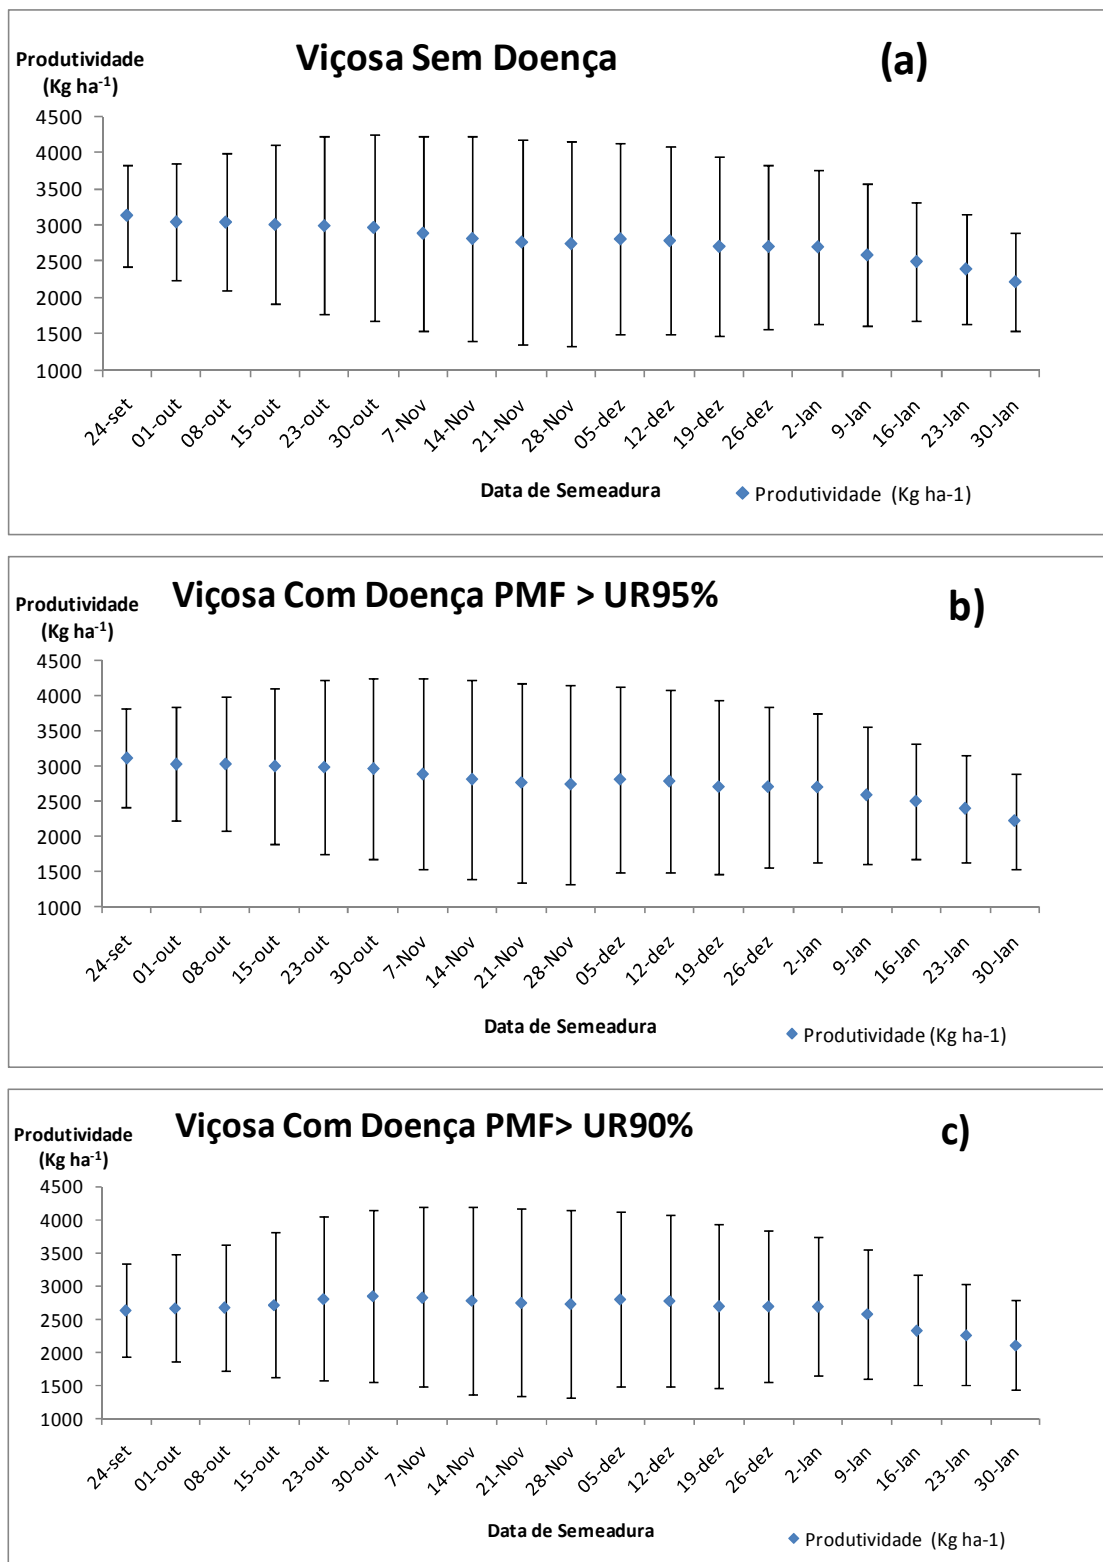 Viçosa Sem Doença
(a)
Produtividade
(Kg ha-1)
4500
4000
3500
3000
2500
2000
1500
1000
24-set
01-out
08-out
15-out
23-out
30-out
7-Nov
14-Nov
21-Nov
28-Nov
05-dez
12-dez
19-dez
26-dez
2-Jan
9-Jan
16-Jan
23-Jan
30-Jan
Data de Semeadura
Produtividade (Kg ha-1)
Viçosa Com Doença PMF > UR95%
b)
Produtividade
(Kg ha-1)
4500
4000
3500
3000
2500
2000
1500
1000
24-set
01-out
08-out
15-out
23-out
30-out
7-Nov
14-Nov
21-Nov
28-Nov
05-dez
12-dez
19-dez
26-dez
2-Jan
9-Jan
16-Jan
23-Jan
30-Jan
Data de Semeadura
Produtividade (Kg ha-1)
Viçosa Com Doença PMF> UR90%
c)
Produtividade
(Kg ha-1)
4500
4000
3500
3000
2500
2000
1500
1000
24-set
01-out
08-out
15-out
23-out
30-out
7-Nov
14-Nov
21-Nov
28-Nov
05-dez
12-dez
19-dez
26-dez
2-Jan
9-Jan
16-Jan
23-Jan
30-Jan
Data de Semeadura
Produtividade (Kg ha-1)